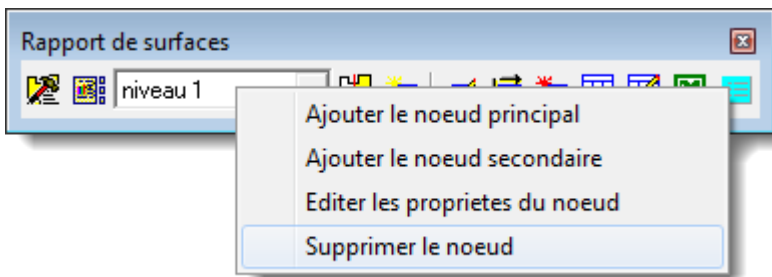 Rapport de surfaces
niveau 1
Ajouter le noeud principal
Ajouter le noeud secondaire
Editer les proprietes du noeud
Supprimer le noeud